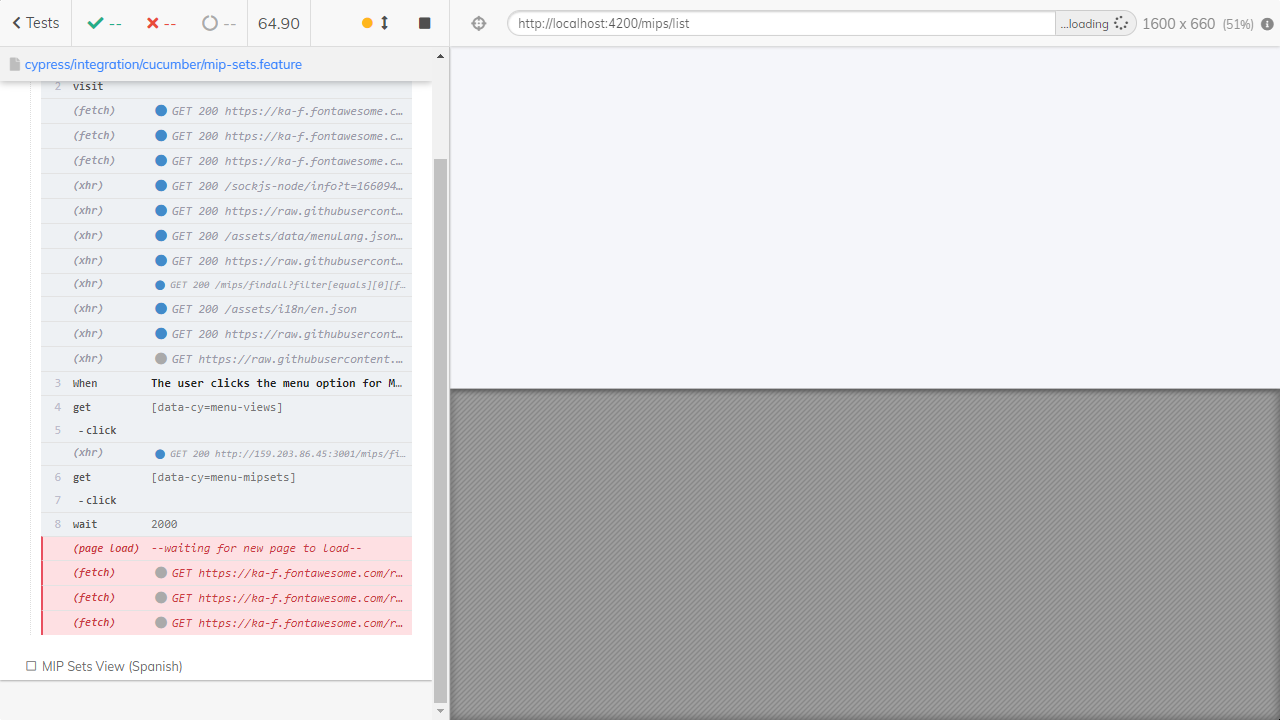 Tests -- -- -- 64.90
http://localhost:4200/mips/list ...loading 1600 x 660 (51%)
cypress/integration/cucumber/mip-sets.feature
2 visit
(fetch) GET 200 https://ka-f.fontawesome.c...
(fetch) GET 200 https://ka-f.fontawesome.c...
(fetch) GET 200 https://ka-f.fontawesome.c...
(xhr) GET 200 /sockjs-node/info?t=166094...
(xhr) GET 200 https://raw.githubusercont...
(xhr) GET 200 /assets/data/menuLang.json...
(xhr) GET 200 https://raw.githubusercont...
(xhr) GET 200 /mips/findall?filter[equals][0][f...
(xhr) GET 200 /assets/i18n/en.json
(xhr) GET 200 https://raw.githubusercont...
(xhr) GET https://raw.githubusercontent....
3 When The user clicks the menu option for M...
4 get [data-cy=menu-views]
5 -click
(xhr) GET 200 http://159.203.86.45:3001/mips/fi...
6 get [data-cy=menu-mipsets]
7 -click
8 wait 2000
(page load) --waiting for new page to load--
(fetch) GET https://ka-f.fontawesome.com/r...
(fetch) GET https://ka-f.fontawesome.com/r...
(fetch) GET https://ka-f.fontawesome.com/r...
MIP Sets View (Spanish)